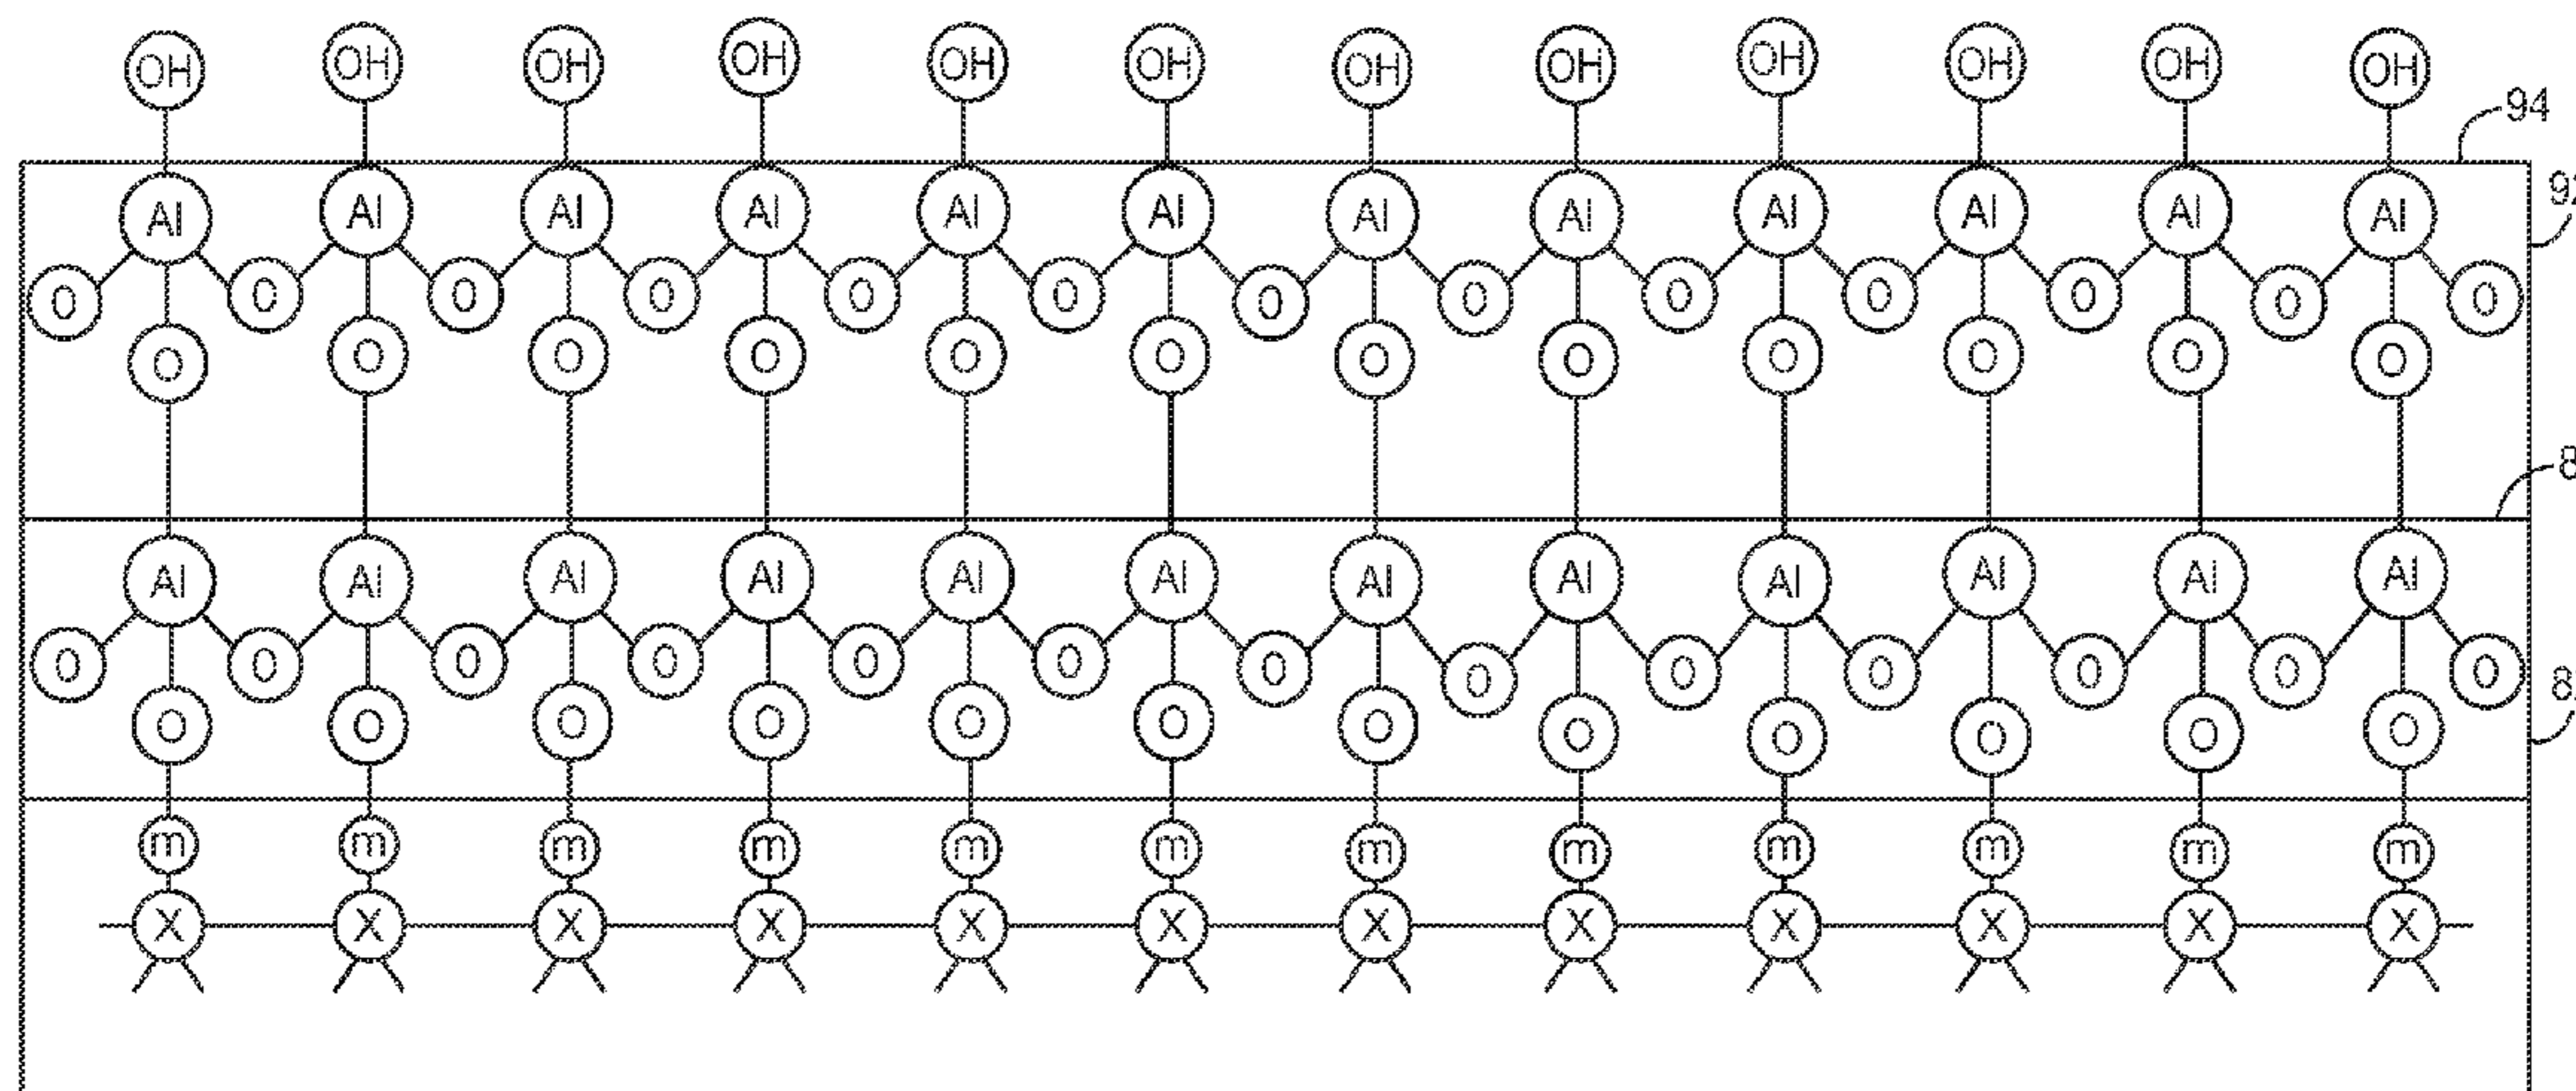 OH OH OH OH OH OH OH OH OH OH OH OH
94
Al Al Al Al Al Al Al Al Al Al Al Al
O O O O O O O O O O O O O
O O O O O O O O O O O O
Al Al Al Al Al Al Al Al Al Al Al Al
O O O O O O O O O O O O O
O O O O O O O O O O O O
m m m m m m m m m m m m
X X X X X X X X X X X X